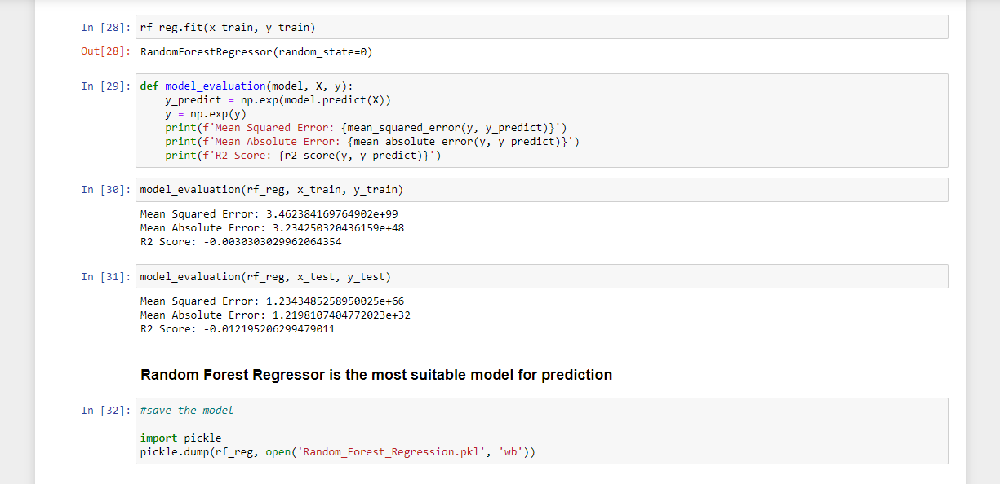 In [28]: rf_reg.fit(x_train, y_train)
Out[28]: RandomForestRegressor(random_state=0)
In [29]: def model_evaluation(model, X, y):
    y_predict = np.exp(model.predict(X))
    y = np.exp(y)
    print(f'Mean Squared Error: {mean_squared_error(y, y_predict)}')
    print(f'Mean Absolute Error: {mean_absolute_error(y, y_predict)}')
    print(f'R2 Score: {r2_score(y, y_predict)}')
In [30]: model_evaluation(rf_reg, x_train, y_train)
Mean Squared Error: 3.462384169764902e+99
Mean Absolute Error: 3.234250320436159e+48
R2 Score: -0.0030303029962064354
In [31]: model_evaluation(rf_reg, x_test, y_test)
Mean Squared Error: 1.2343485258950025e+66
Mean Absolute Error: 1.2198107404772023e+32
R2 Score: -0.012195206299479011
Random Forest Regressor is the most suitable model for prediction
In [32]: #save the model
import pickle
pickle.dump(rf_reg, open('Random_Forest_Regression.pkl', 'wb'))